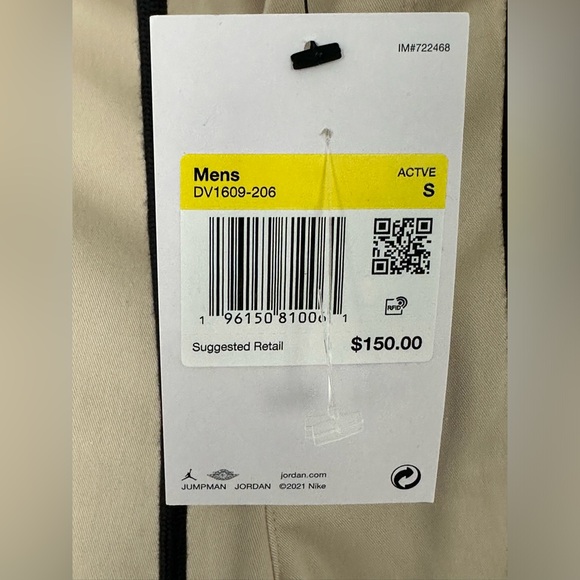 IM#722468
Mens ACTVE
DV1609-206 S
RFID
1 96150 81006 1
Suggested Retail $150.00
jordan.com
JUMPMAN JORDAN ©2021 Nike